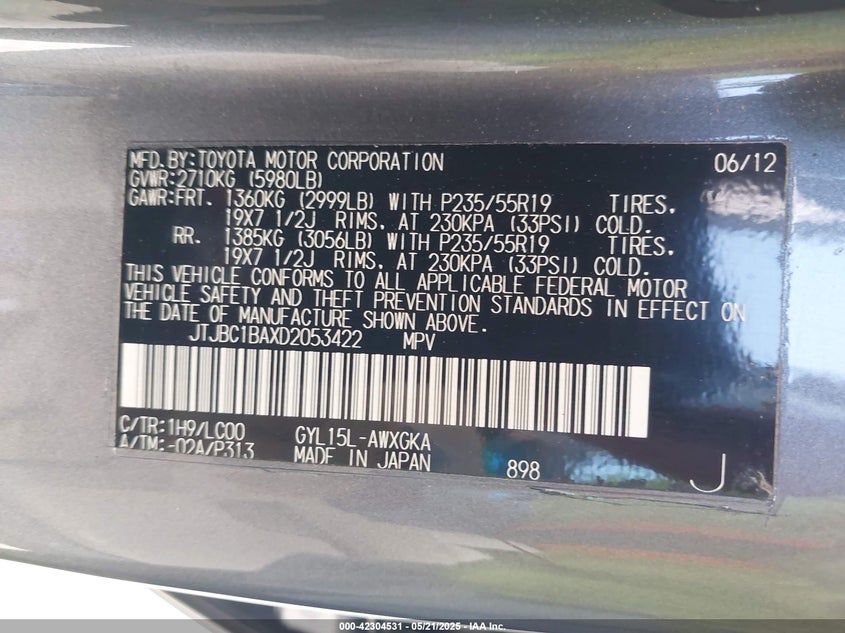 MFD.BY:TOYOTA MOTOR CORPORATION 06/12
GVWR:2710KG (5980LB)
GAWR:FRT. 1360KG (2999LB) WITH P235/55R19 TIRES,
19X7 1/2J RIMS, AT 230KPA (33PSI) COLD.
RR. 1385KG (3056LB) WITH P235/55R19 TIRES,
19X7 1/2J RIMS, AT 230KPA (33PSI) COLD.
THIS VEHICLE CONFORMS TO ALL APPLICABLE FEDERAL MOTOR
VEHICLE SAFETY AND THEFT PREVENTION STANDARDS IN EFFECT ON
THE DATE OF MANUFACTURE SHOWN ABOVE.
JTJBC1BAXD2053422 MPV
C/TR:1H9/LC00 GYL15L-AWXGKA
A/TM:-02A/P313 MADE IN JAPAN 898 J
000-42304531 - 05/21/2025 - IAA Inc.